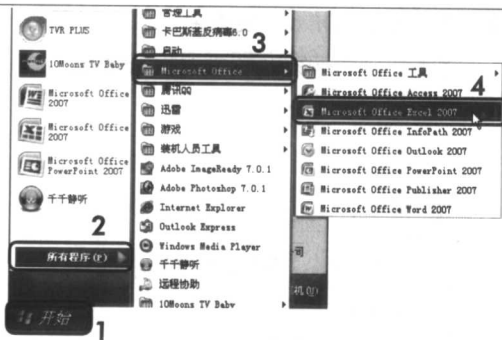 TVR PLUS
10Moons TV Baby
Microsoft Office
2007
Microsoft Office
2007
Microsoft Office
PowerPoint 2007
千千静听
2
所有程序(P)
开始
1
管理工具
卡巴斯基反病毒6.0
3
启动
Microsoft Office
腾讯QQ
迅雷
游戏
装机人员工具
Adobe ImageReady 7.0.1
Adobe Photoshop 7.0.1
Internet Explorer
Outlook Express
Windows Media Player
千千静听
远程协助
10Moons TV Baby
Microsoft Office 工具
4
Microsoft Office Access 2007
Microsoft Office Excel 2007
Microsoft Office InfoPath 2007
Microsoft Office Outlook 2007
Microsoft Office PowerPoint 2007
Microsoft Office Publisher 2007
Microsoft Office Word 2007
机(U)